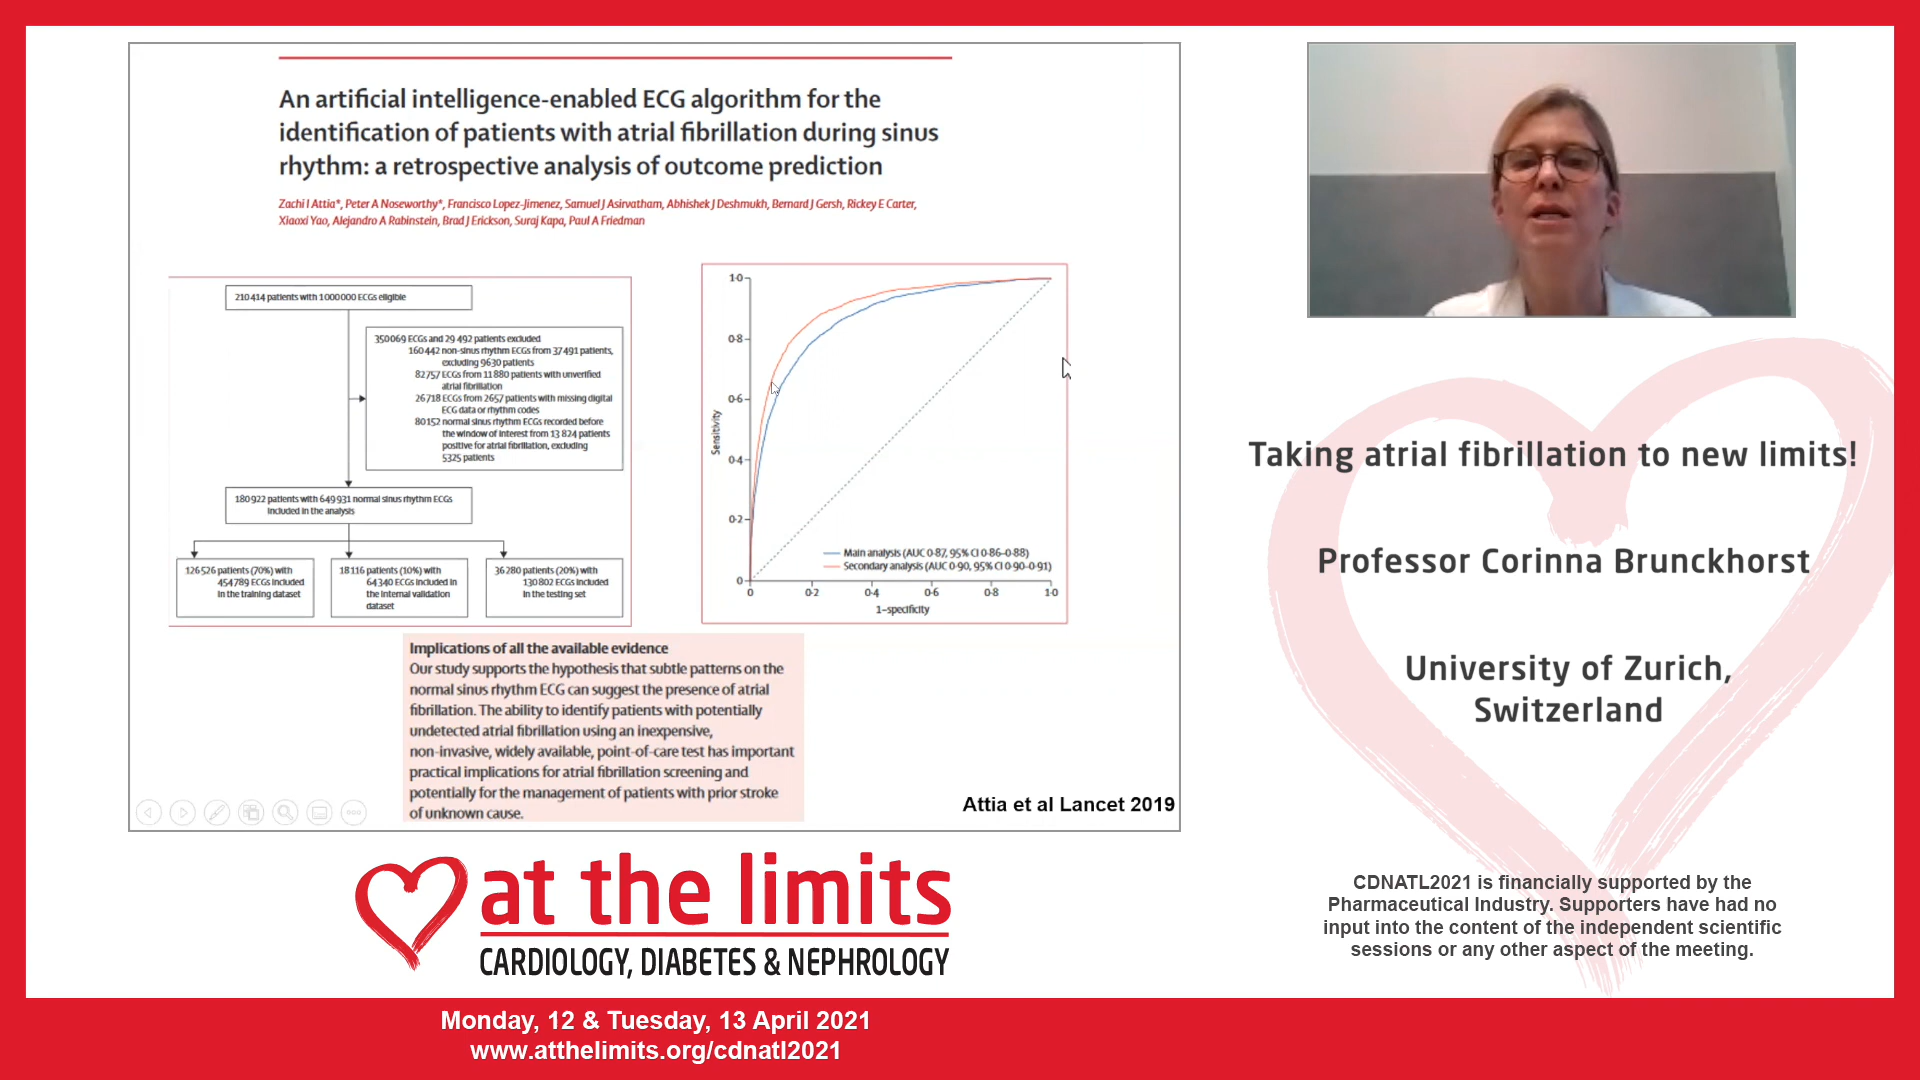 An artificial intelligence-enabled ECG algorithm for the
identification of patients with atrial fibrillation during sinus
rhythm: a retrospective analysis of outcome prediction
Zachi I Attia*, Peter A Noseworthy*, Francisco Lopez-Jimenez, Samuel J Asirvatham, Abhishek J Deshmukh, Bernard J Gersh, Rickey E Carter,
Xiaoxi Yao, Alejandro A Rabinstein, Brad J Erickson, Suraj Kapa, Paul A Friedman
210 414 patients with 1 000 000 ECGs eligible
350 069 ECGs and 29 492 patients excluded
160 442 non-sinus rhythm ECGs from 37 491 patients,
excluding 9630 patients
82 757 ECGs from 11 880 patients with unverified
atrial fibrillation
26 718 ECGs from 2657 patients with missing digital
ECG data or rhythm codes
80 152 normal sinus rhythm ECGs recorded before
the window of interest from 13 824 patients
positive for atrial fibrillation, excluding
5325 patients
180 922 patients with 649 931 normal sinus rhythm ECGs
included in the analysis
126 526 patients (70%) with
454 789 ECGs included
in the training dataset
18 116 patients (10%) with
64 340 ECGs included in
the internal validation
dataset
36 280 patients (20%) with
130 802 ECGs included
in the testing set
1·0
0·8
0·6
0·4
0·2
0
Sensitivity
Main analysis (AUC 0·87, 95% CI 0·86–0·88)
Secondary analysis (AUC 0·90, 95% CI 0·90–0·91)
0 0·2 0·4 0·6 0·8 1·0
1–specificity
Implications of all the available evidence
Our study supports the hypothesis that subtle patterns on the
normal sinus rhythm ECG can suggest the presence of atrial
fibrillation. The ability to identify patients with potentially
undetected atrial fibrillation using an inexpensive,
non-invasive, widely available, point-of-care test has important
practical implications for atrial fibrillation screening and
potentially for the management of patients with prior stroke
of unknown cause.
Attia et al Lancet 2019
Taking atrial fibrillation to new limits!
Professor Corinna Brunckhorst
University of Zurich,
Switzerland
CDNATL2021 is financially supported by the
Pharmaceutical Industry. Supporters have had no
input into the content of the independent scientific
sessions or any other aspect of the meeting.
at the limits
CARDIOLOGY, DIABETES & NEPHROLOGY
Monday, 12 & Tuesday, 13 April 2021
www.atthelimits.org/cdnatl2021